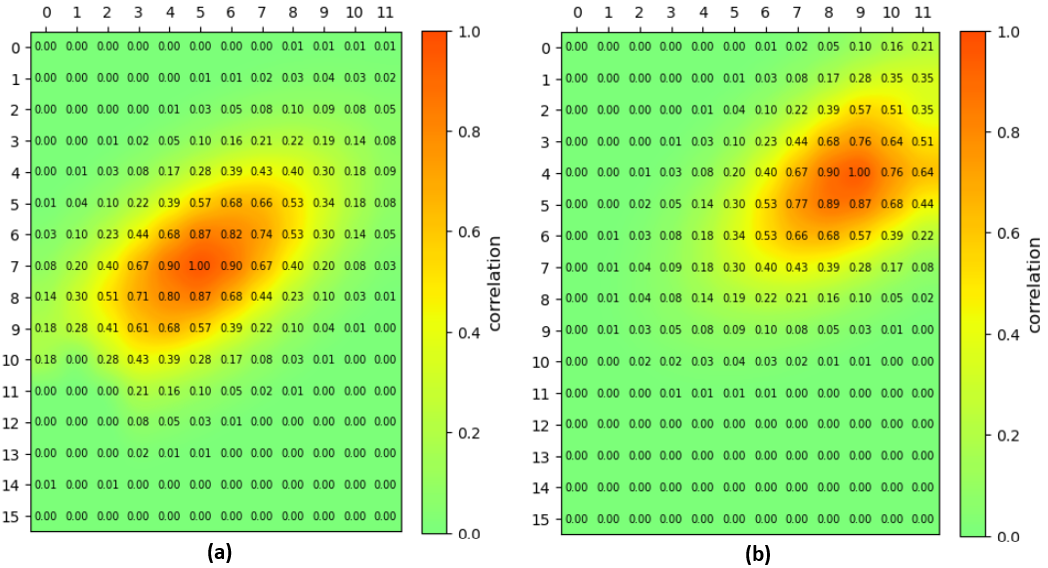 0 1 2 3 4 5 6 7 8 9 10 11
0 0.00 0.00 0.00 0.00 0.00 0.00 0.00 0.00 0.01 0.01 0.01 0.01
1 0.00 0.00 0.00 0.00 0.00 0.01 0.01 0.02 0.03 0.04 0.03 0.02
2 0.00 0.00 0.00 0.00 0.01 0.03 0.05 0.08 0.10 0.09 0.08 0.05
3 0.00 0.00 0.01 0.02 0.05 0.10 0.16 0.21 0.22 0.19 0.14 0.08
4 0.00 0.01 0.03 0.08 0.17 0.28 0.39 0.43 0.40 0.30 0.18 0.09
5 0.01 0.04 0.10 0.22 0.39 0.57 0.68 0.66 0.53 0.34 0.18 0.08
6 0.03 0.10 0.23 0.44 0.68 0.87 0.82 0.74 0.53 0.30 0.14 0.05
7 0.08 0.20 0.40 0.67 0.90 1.00 0.90 0.67 0.40 0.20 0.08 0.03
8 0.14 0.30 0.51 0.71 0.80 0.87 0.68 0.44 0.23 0.10 0.03 0.01
9 0.18 0.28 0.41 0.61 0.68 0.57 0.39 0.22 0.10 0.04 0.01 0.00
10 0.18 0.00 0.28 0.43 0.39 0.28 0.17 0.08 0.03 0.01 0.00 0.00
11 0.00 0.00 0.00 0.21 0.16 0.10 0.05 0.02 0.01 0.00 0.00 0.00
12 0.00 0.00 0.00 0.08 0.05 0.03 0.01 0.00 0.00 0.00 0.00 0.00
13 0.00 0.00 0.00 0.02 0.01 0.01 0.00 0.00 0.00 0.00 0.00 0.00
14 0.01 0.00 0.01 0.00 0.00 0.00 0.00 0.00 0.00 0.00 0.00 0.00
15 0.00 0.00 0.00 0.00 0.00 0.00 0.00 0.00 0.00 0.00 0.00 0.00
1.0
0.8
0.6
0.4
0.2
0.0
correlation
(a)
0 1 2 3 4 5 6 7 8 9 10 11
0 0.00 0.00 0.00 0.00 0.00 0.00 0.01 0.02 0.05 0.10 0.16 0.21
1 0.00 0.00 0.00 0.00 0.00 0.01 0.03 0.08 0.17 0.28 0.35 0.35
2 0.00 0.00 0.00 0.00 0.01 0.04 0.10 0.22 0.39 0.57 0.51 0.35
3 0.00 0.00 0.00 0.01 0.03 0.10 0.23 0.44 0.68 0.76 0.64 0.51
4 0.00 0.00 0.01 0.03 0.08 0.20 0.40 0.67 0.90 1.00 0.76 0.64
5 0.00 0.00 0.02 0.05 0.14 0.30 0.53 0.77 0.89 0.87 0.68 0.44
6 0.00 0.01 0.03 0.08 0.18 0.34 0.53 0.66 0.68 0.57 0.39 0.22
7 0.00 0.01 0.04 0.09 0.18 0.30 0.40 0.43 0.39 0.28 0.17 0.08
8 0.00 0.01 0.04 0.08 0.14 0.19 0.22 0.21 0.16 0.10 0.05 0.02
9 0.00 0.01 0.03 0.05 0.08 0.09 0.10 0.08 0.05 0.03 0.01 0.00
10 0.00 0.00 0.02 0.02 0.03 0.04 0.03 0.02 0.01 0.01 0.00 0.00
11 0.00 0.00 0.00 0.01 0.01 0.01 0.01 0.00 0.00 0.00 0.00 0.00
12 0.00 0.00 0.00 0.00 0.00 0.00 0.00 0.00 0.00 0.00 0.00 0.00
13 0.00 0.00 0.00 0.00 0.00 0.00 0.00 0.00 0.00 0.00 0.00 0.00
14 0.00 0.00 0.00 0.00 0.00 0.00 0.00 0.00 0.00 0.00 0.00 0.00
15 0.00 0.00 0.00 0.00 0.00 0.00 0.00 0.00 0.00 0.00 0.00 0.00
1.0
0.8
0.6
0.4
0.2
0.0
correlation
(b)